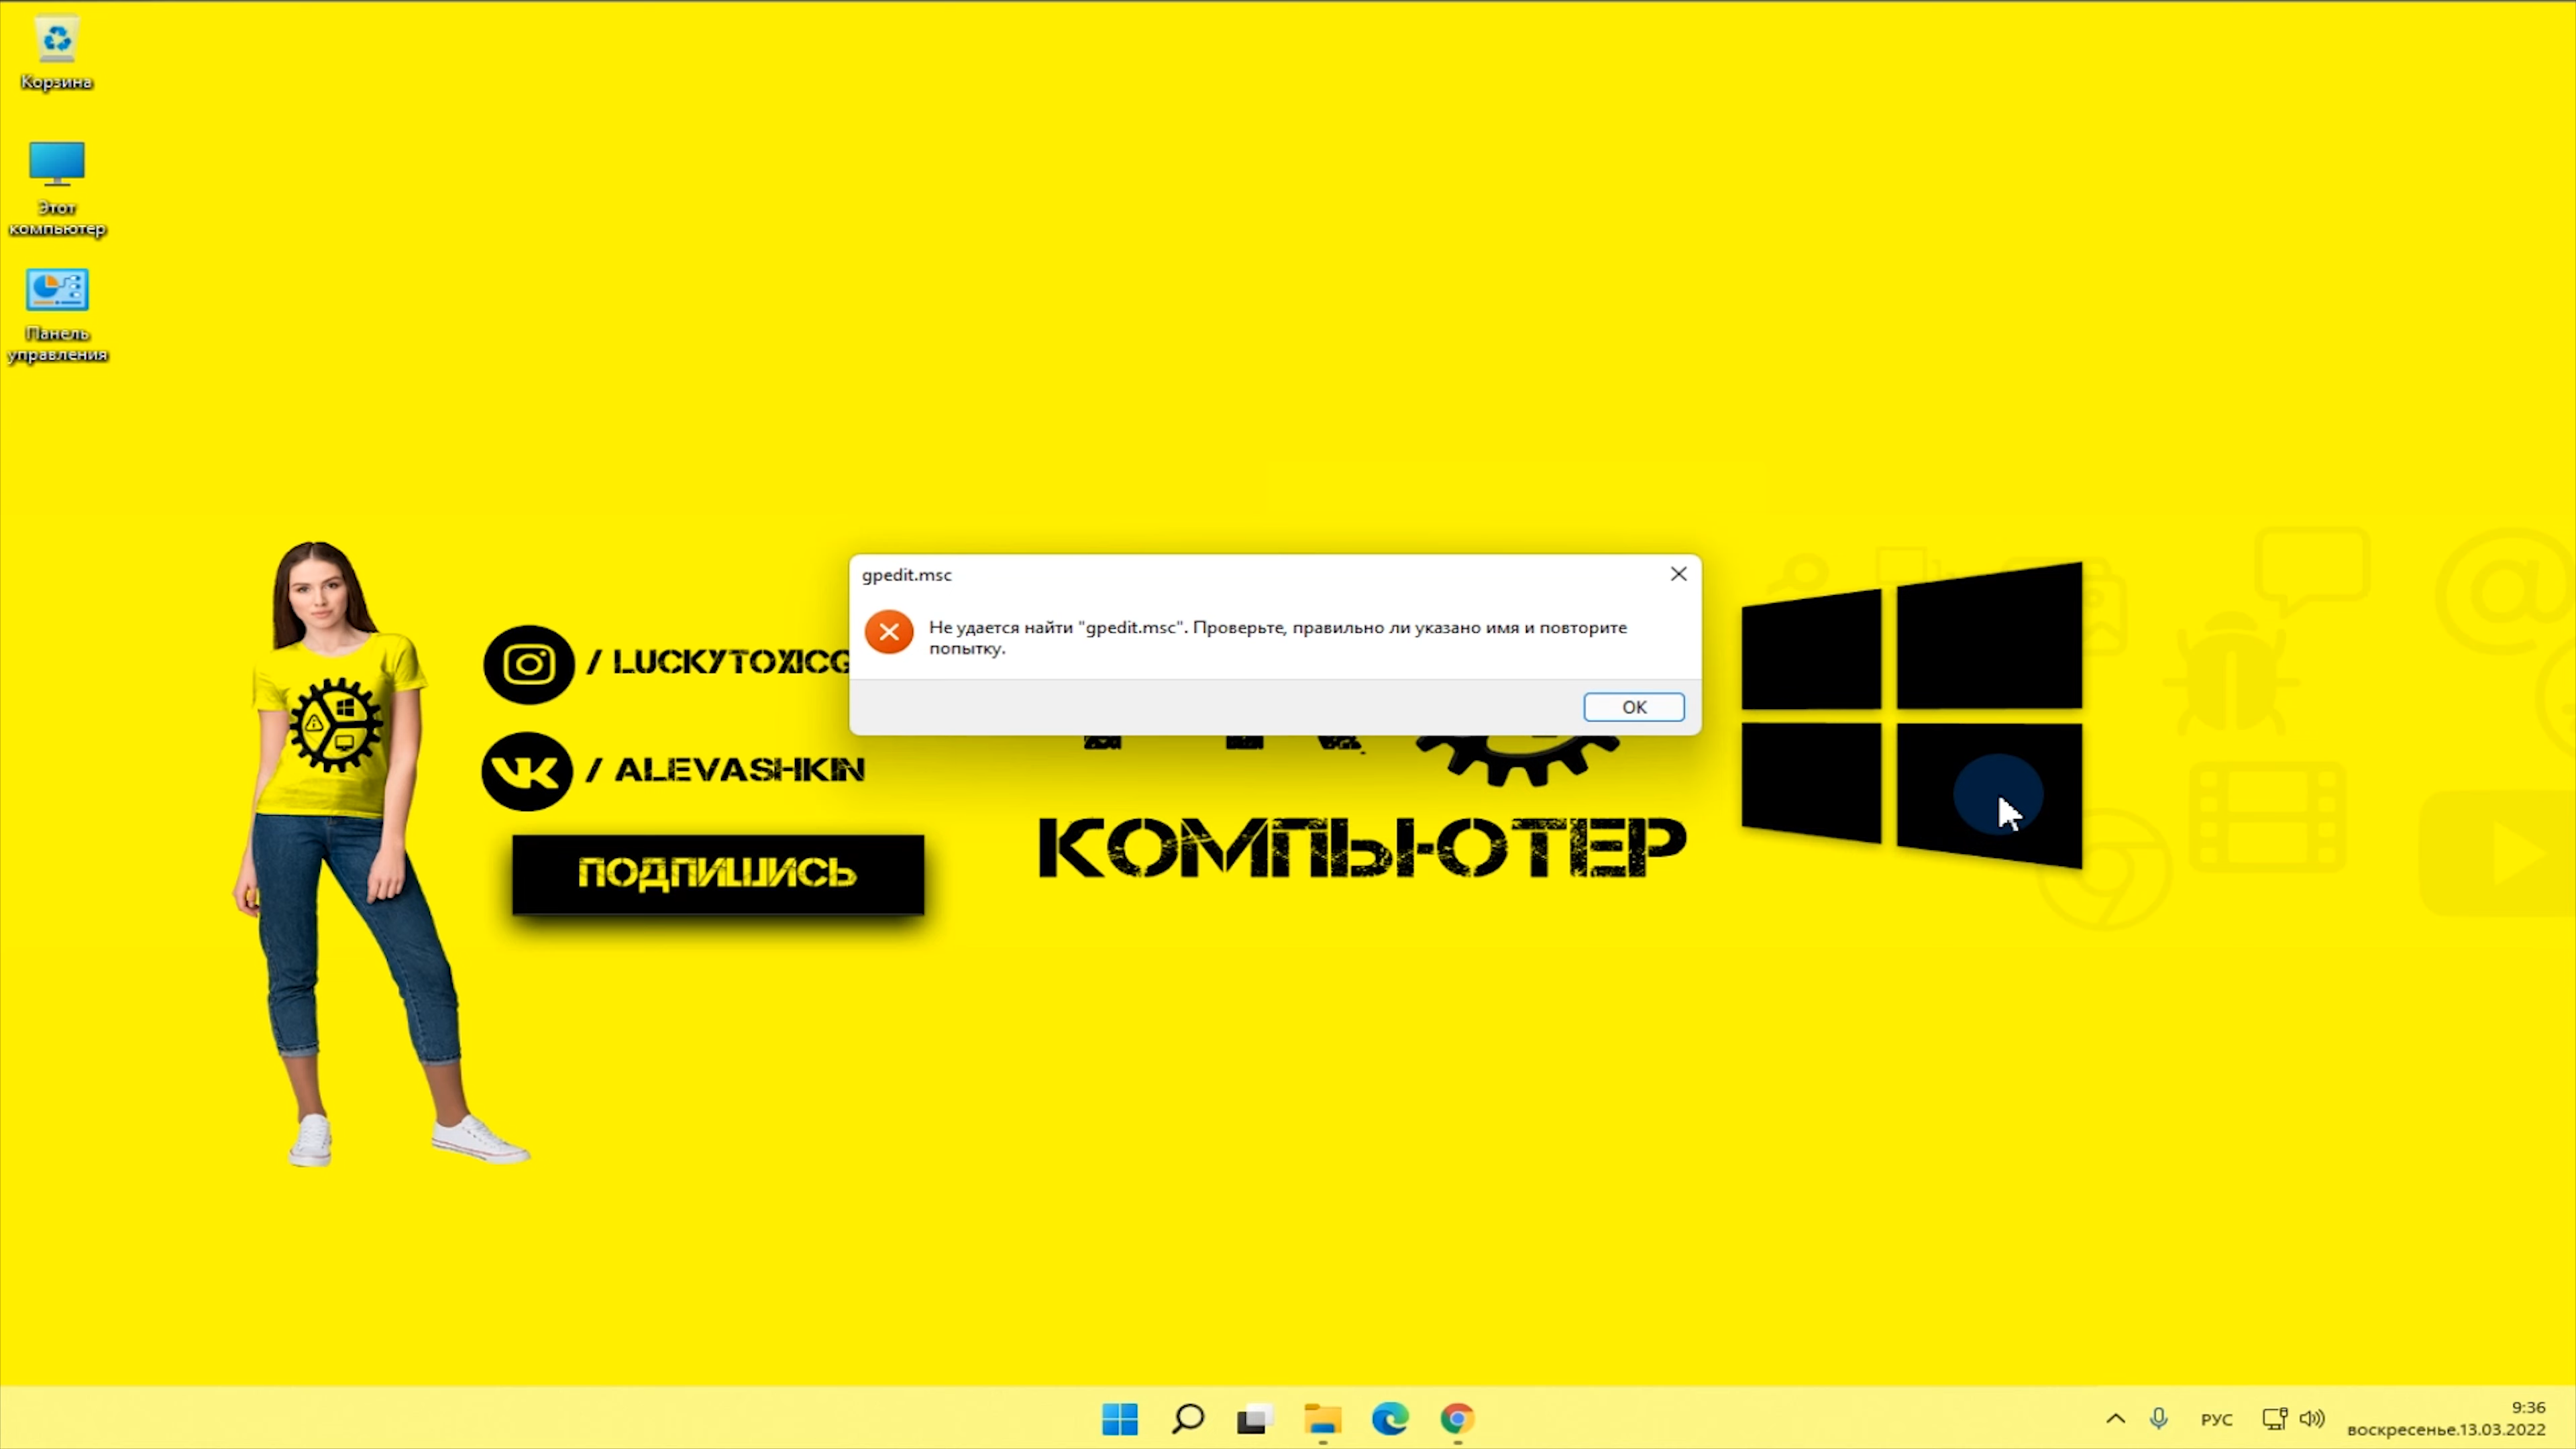 Корзина
Этот
компьютер
Панель
управления
gpedit.msc
Не удается найти "gpedit.msc". Проверьте, правильно ли указано имя и повторите
попытку.
OK
/ ALEVASHKIN
ПОДПИШИСЬ
КОМПЬЮТЕР
РУС
9:36
воскресенье.13.03.2022